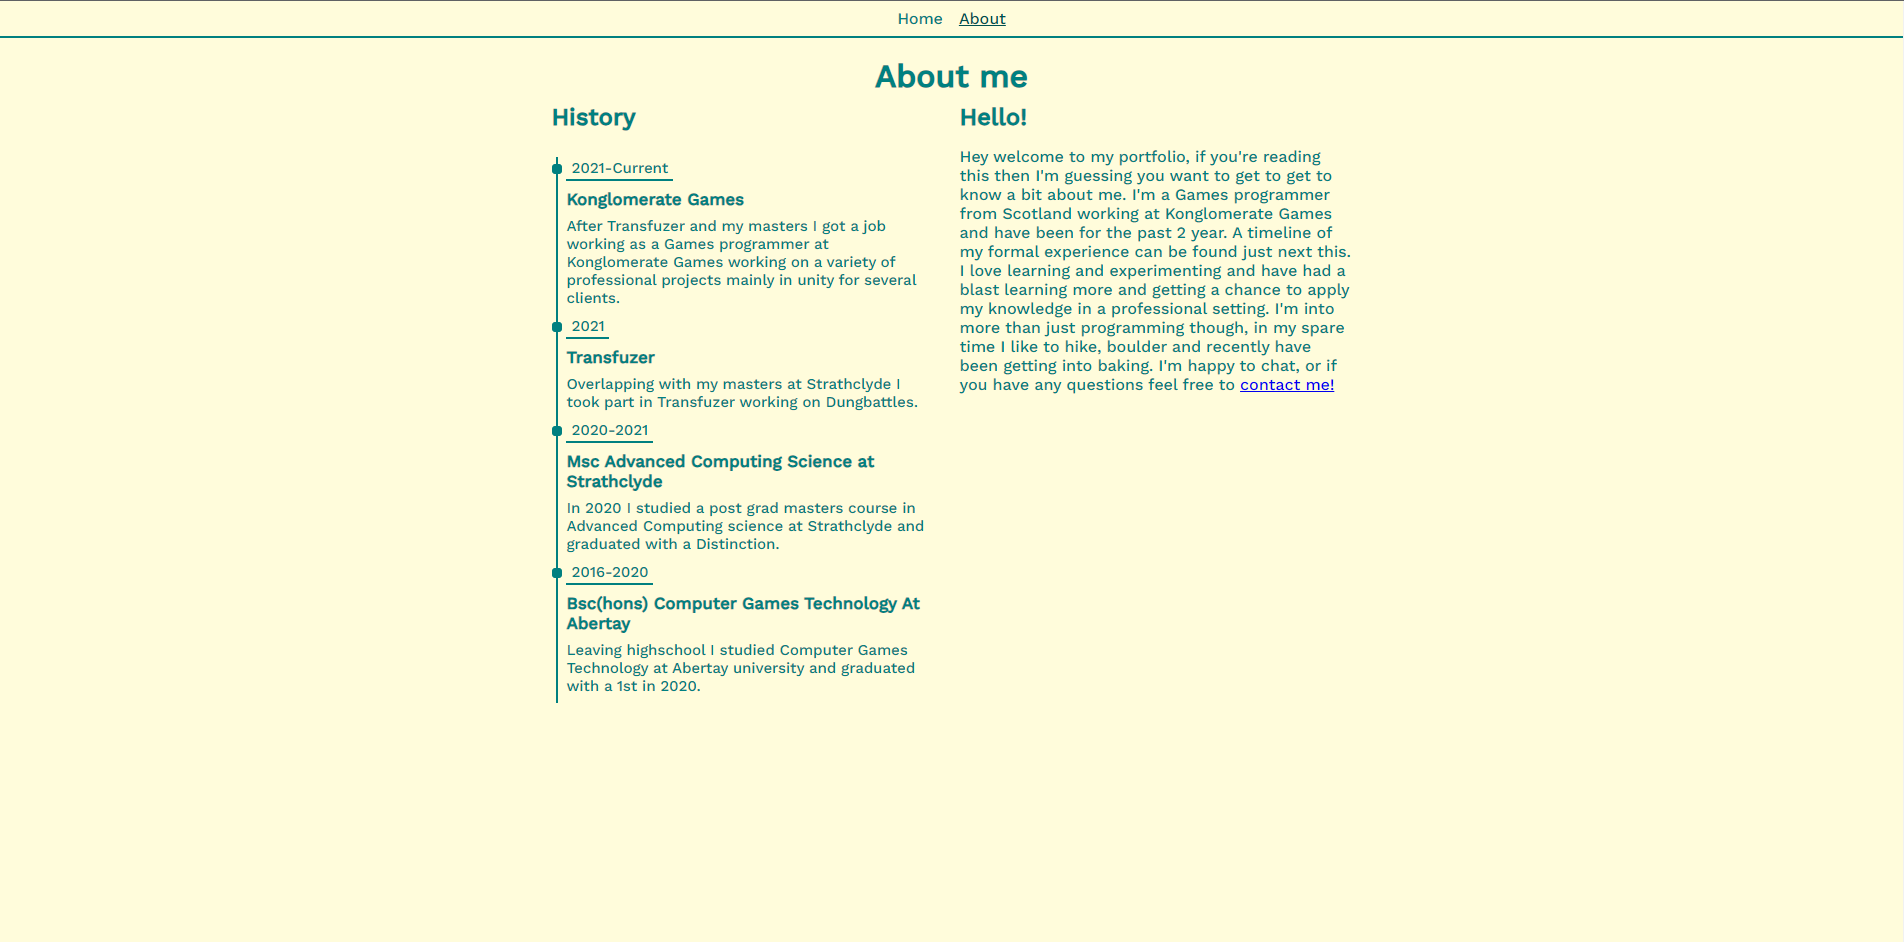 Home About
About me
History
2021-Current
Konglomerate Games
After Transfuzer and my masters I got a job
working as a Games programmer at
Konglomerate Games working on a variety of
professional projects mainly in unity for several
clients.
2021
Transfuzer
Overlapping with my masters at Strathclyde I
took part in Transfuzer working on Dungbattles.
2020-2021
Msc Advanced Computing Science at
Strathclyde
In 2020 I studied a post grad masters course in
Advanced Computing science at Strathclyde and
graduated with a Distinction.
2016-2020
Bsc(hons) Computer Games Technology At
Abertay
Leaving highschool I studied Computer Games
Technology at Abertay university and graduated
with a 1st in 2020.
Hello!
Hey welcome to my portfolio, if you're reading
this then I'm guessing you want to get to get to
know a bit about me. I'm a Games programmer
from Scotland working at Konglomerate Games
and have been for the past 2 year. A timeline of
my formal experience can be found just next this.
I love learning and experimenting and have had a
blast learning more and getting a chance to apply
my knowledge in a professional setting. I'm into
more than just programming though, in my spare
time I like to hike, boulder and recently have
been getting into baking. I'm happy to chat, or if
you have any questions feel free to contact me!